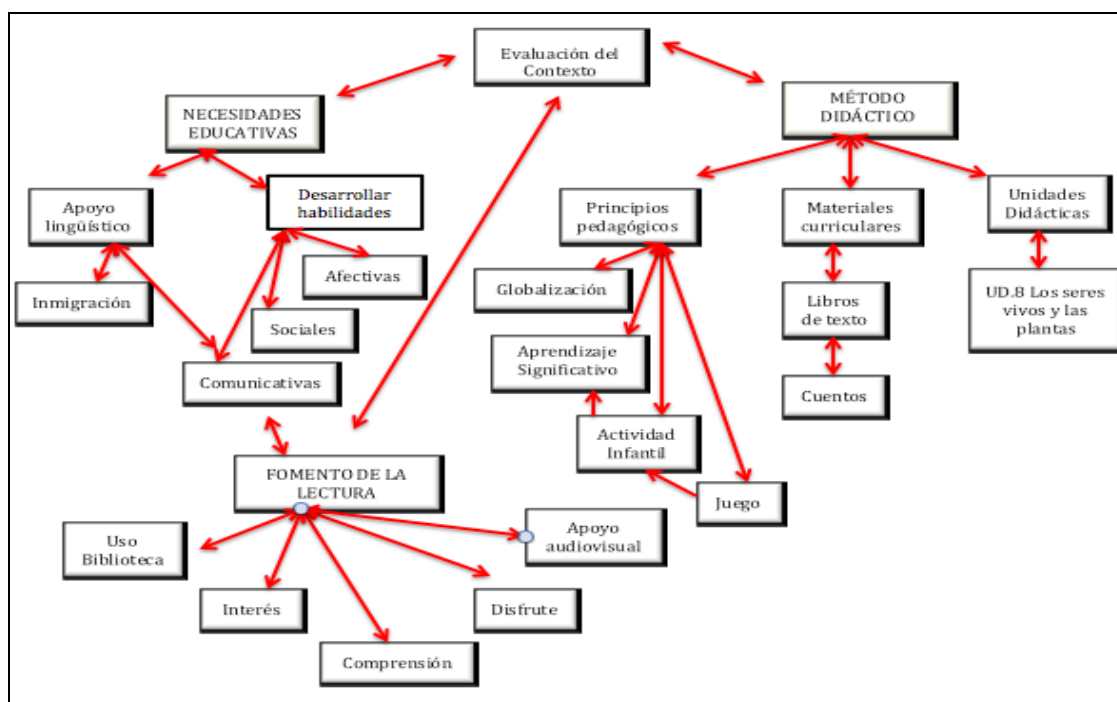 Evaluación del
Contexto
NECESIDADES
EDUCATIVAS
MÉTODO
DIDÁCTICO
Apoyo
lingüístico
Desarrollar
habilidades
Principios
pedagógicos
Materiales
curriculares
Unidades
Didácticas
Inmigración
Afectivas
Globalización
Sociales
Libros
de texto
UD.8 Los seres
vivos y las
plantas
Comunicativas
Aprendizaje
Significativo
Cuentos
Actividad
Infantil
FOMENTO DE LA
LECTURA
Juego
Uso
Biblioteca
Apoyo
audiovisual
Interés
Disfrute
Comprensión